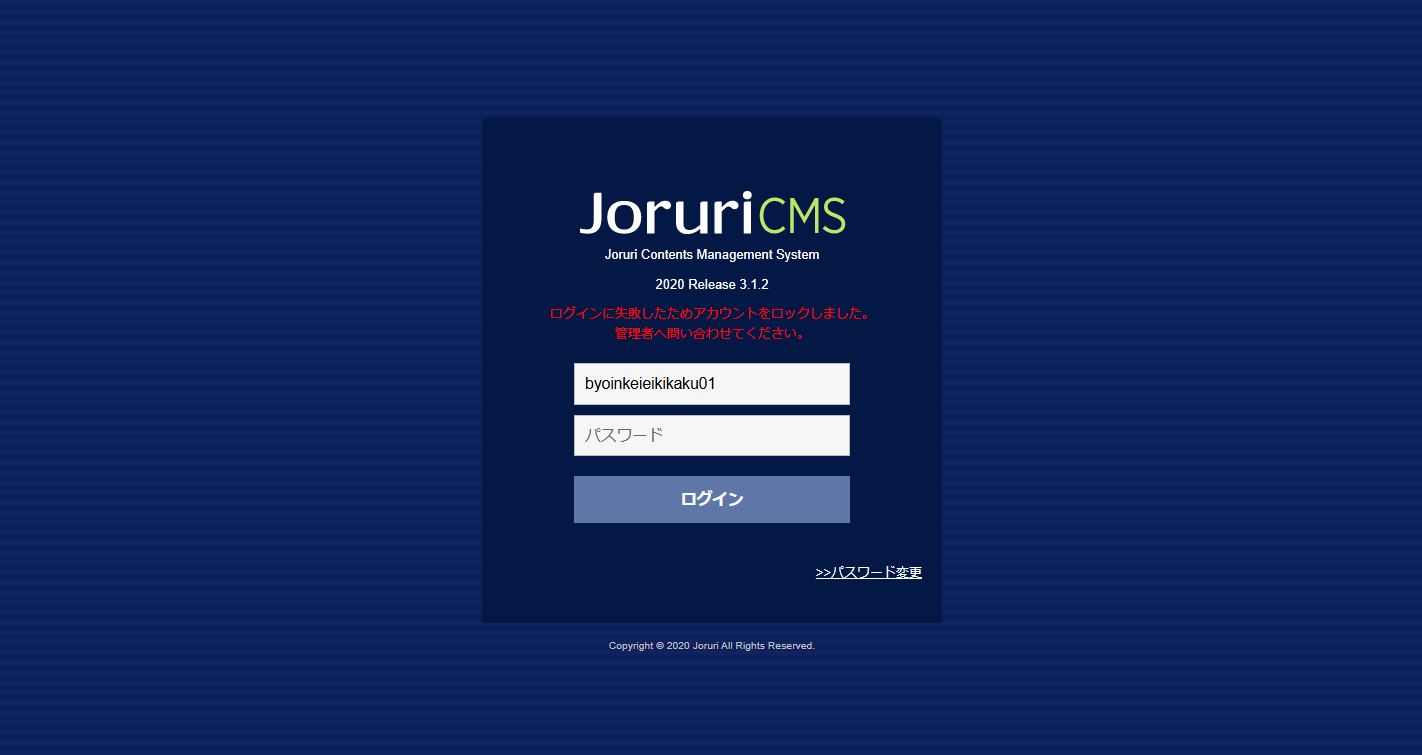 JoruriCMS
Joruri Contents Management System
2020 Release 3.1.2
ログインに失敗したためアカウントをロックしました。
管理者へ問い合わせてください。
byoinkeieikikaku01
パスワード
ログイン
>>パスワード変更
Copyright © 2020 Joruri All Rights Reserved.